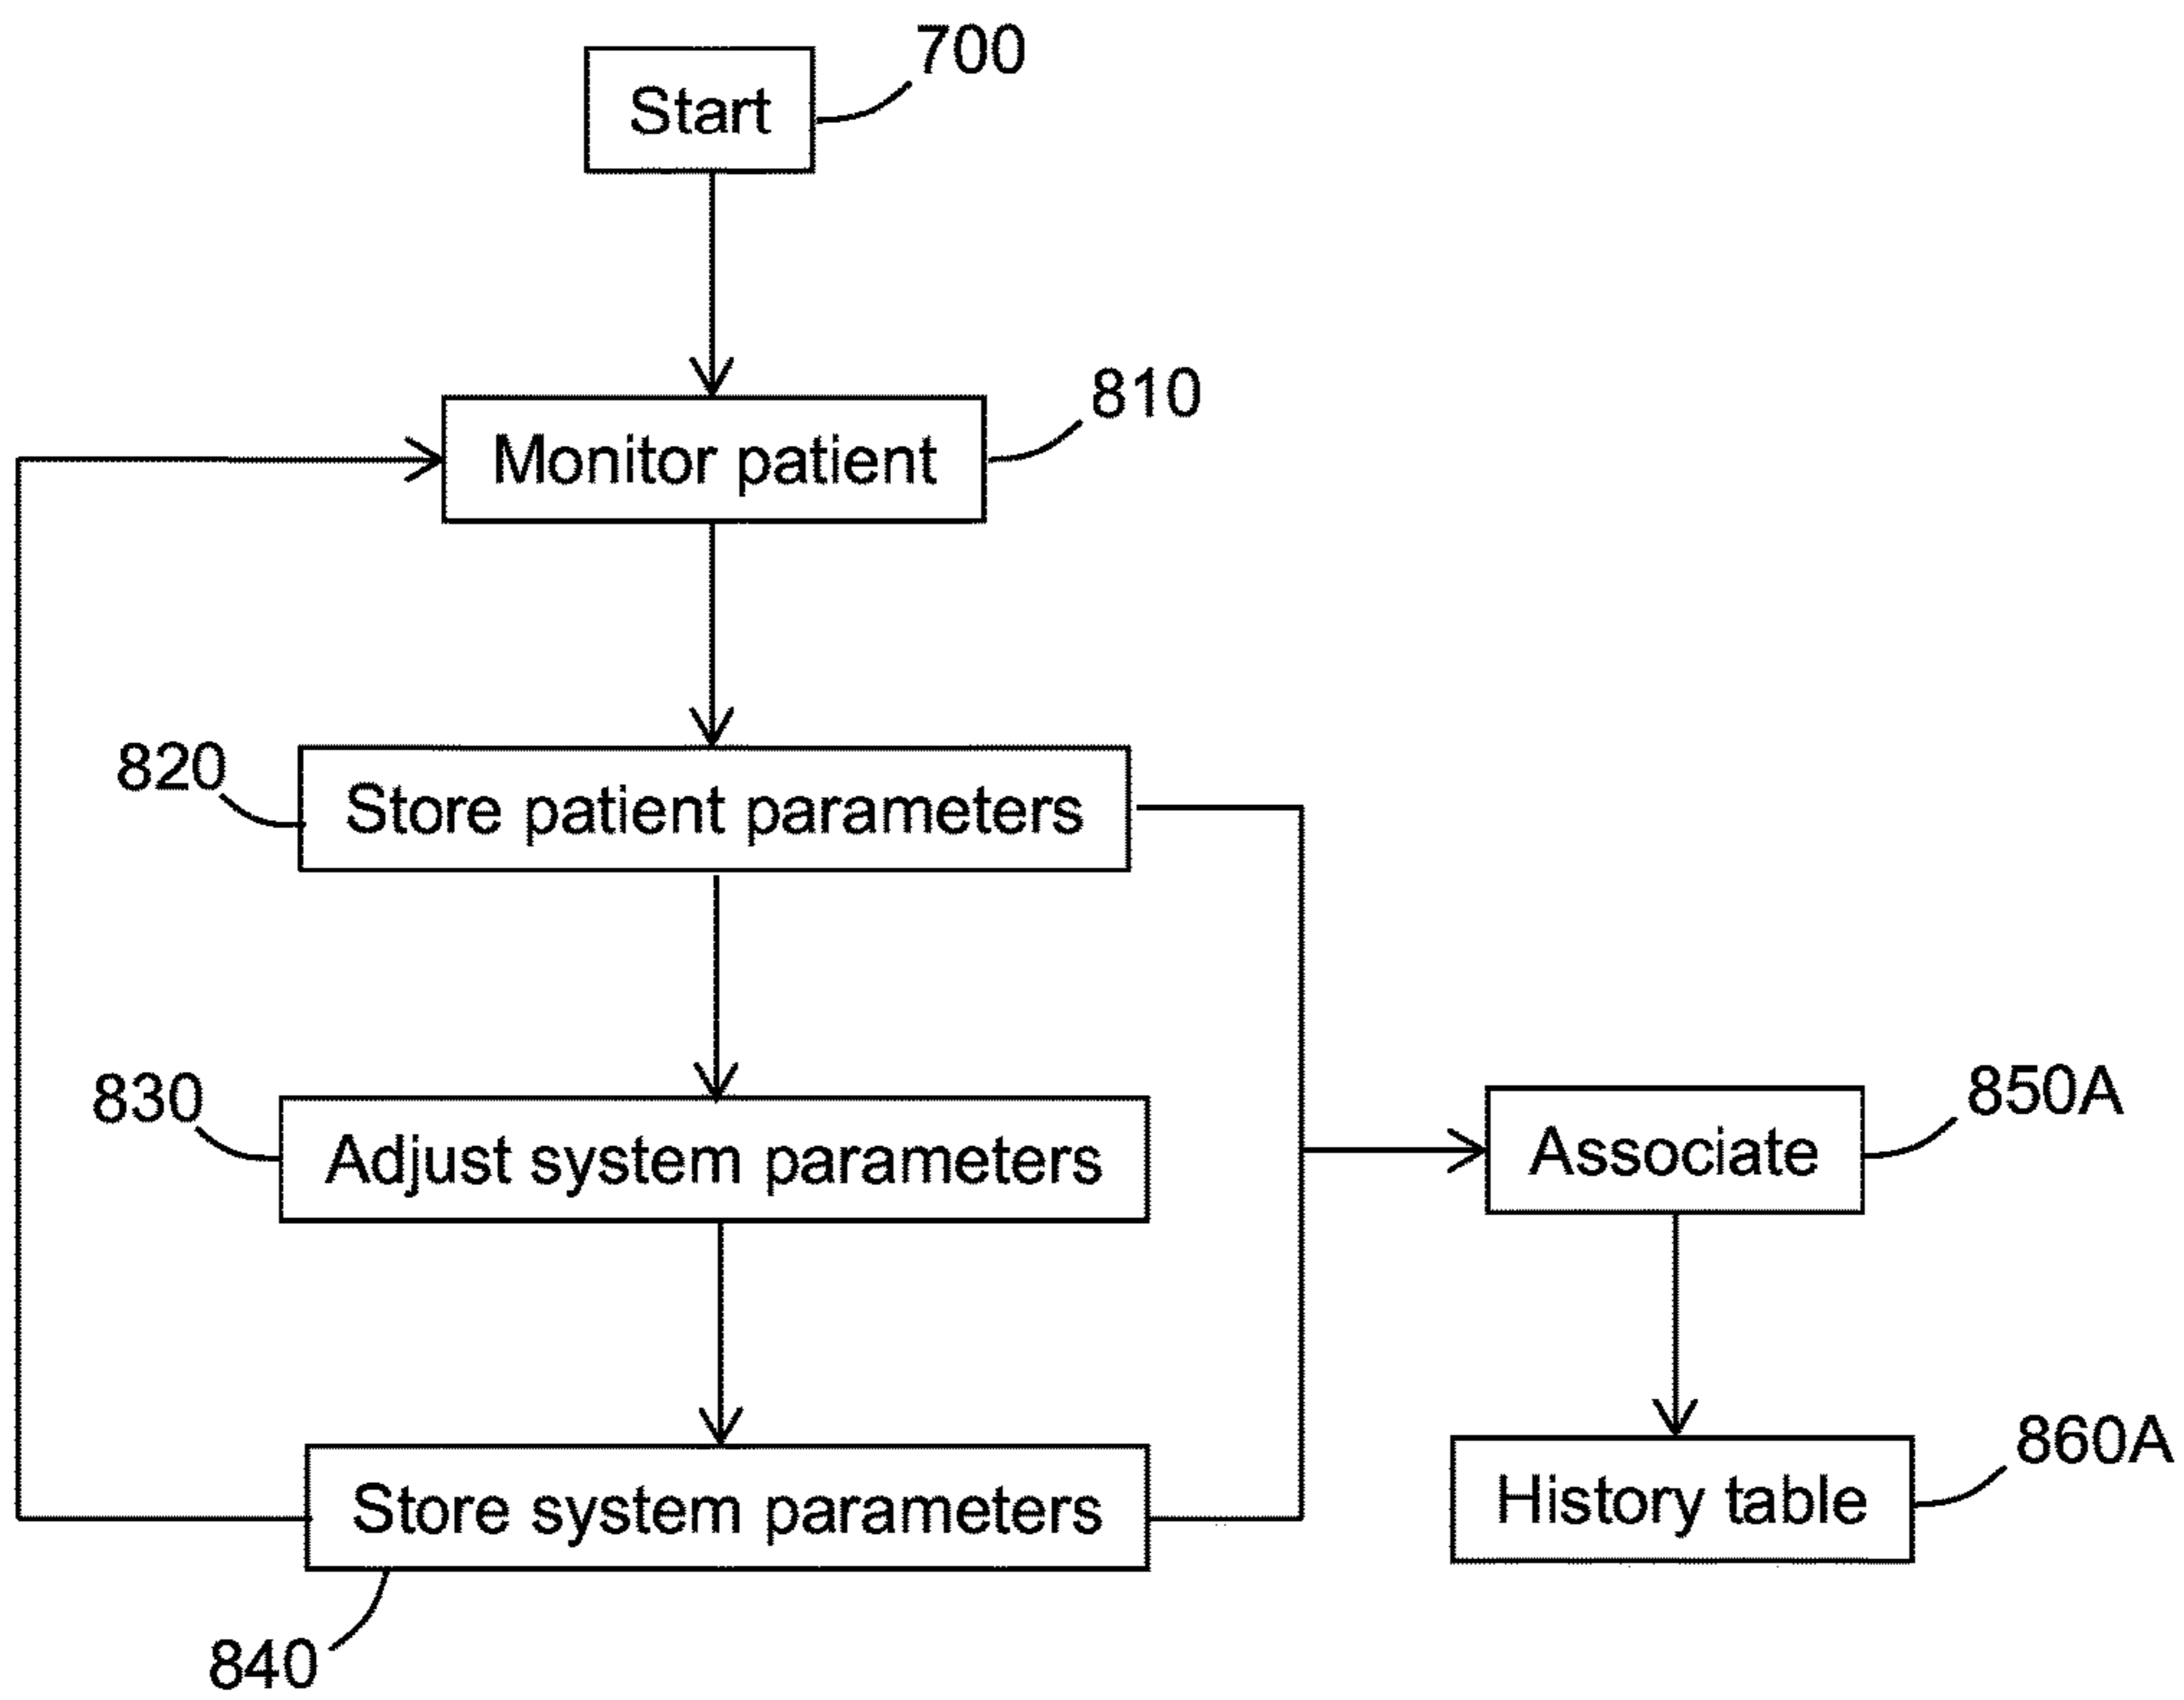 700
Start
810
Monitor patient
820
Store patient parameters
830
Adjust system parameters
850A
Associate
860A
History table
Store system parameters
840